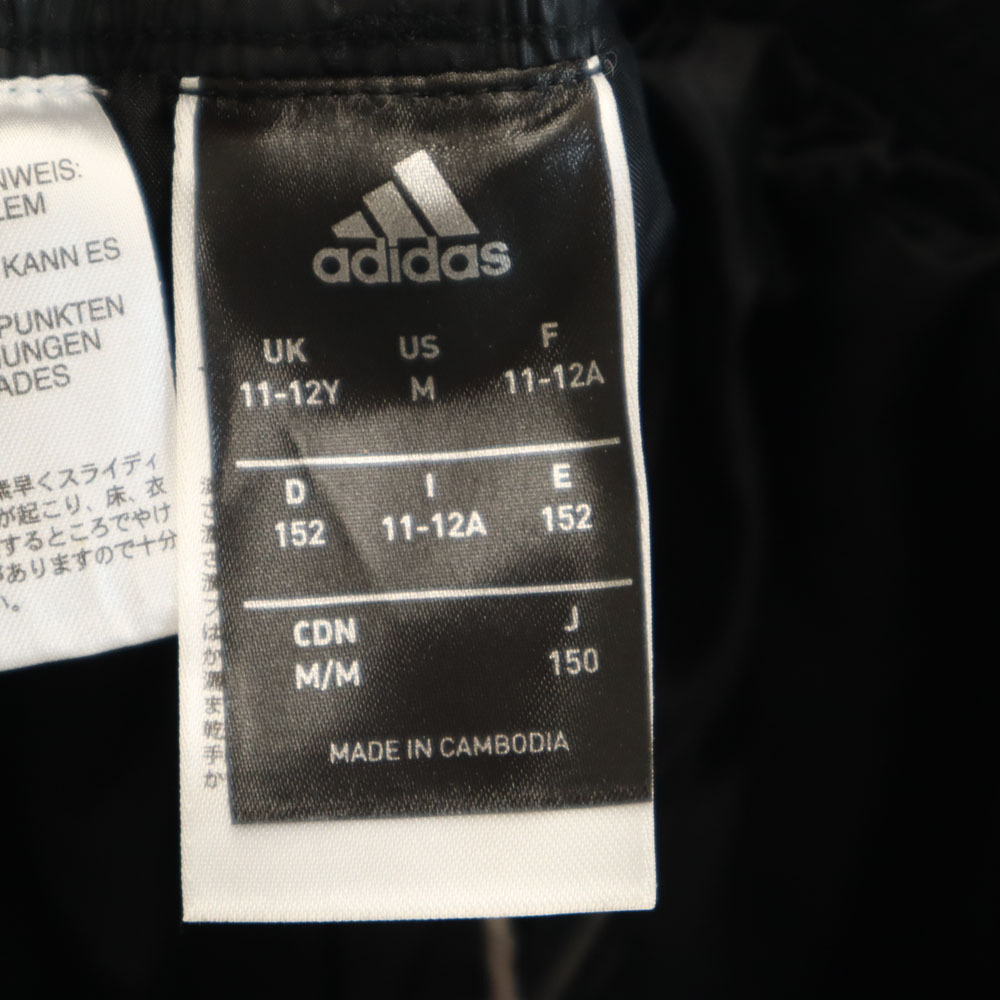 NWEIS:
LEM
KANN ES
PUNKTEN
UNGEN
ADES
素早くスライディ
が起こり、床、衣
するところでやけ
がありますので十分
い。
adidas
UK US F
11-12Y M 11-12A
D I E
152 11-12A 152
CDN J
M/M 150
MADE IN CAMBODIA